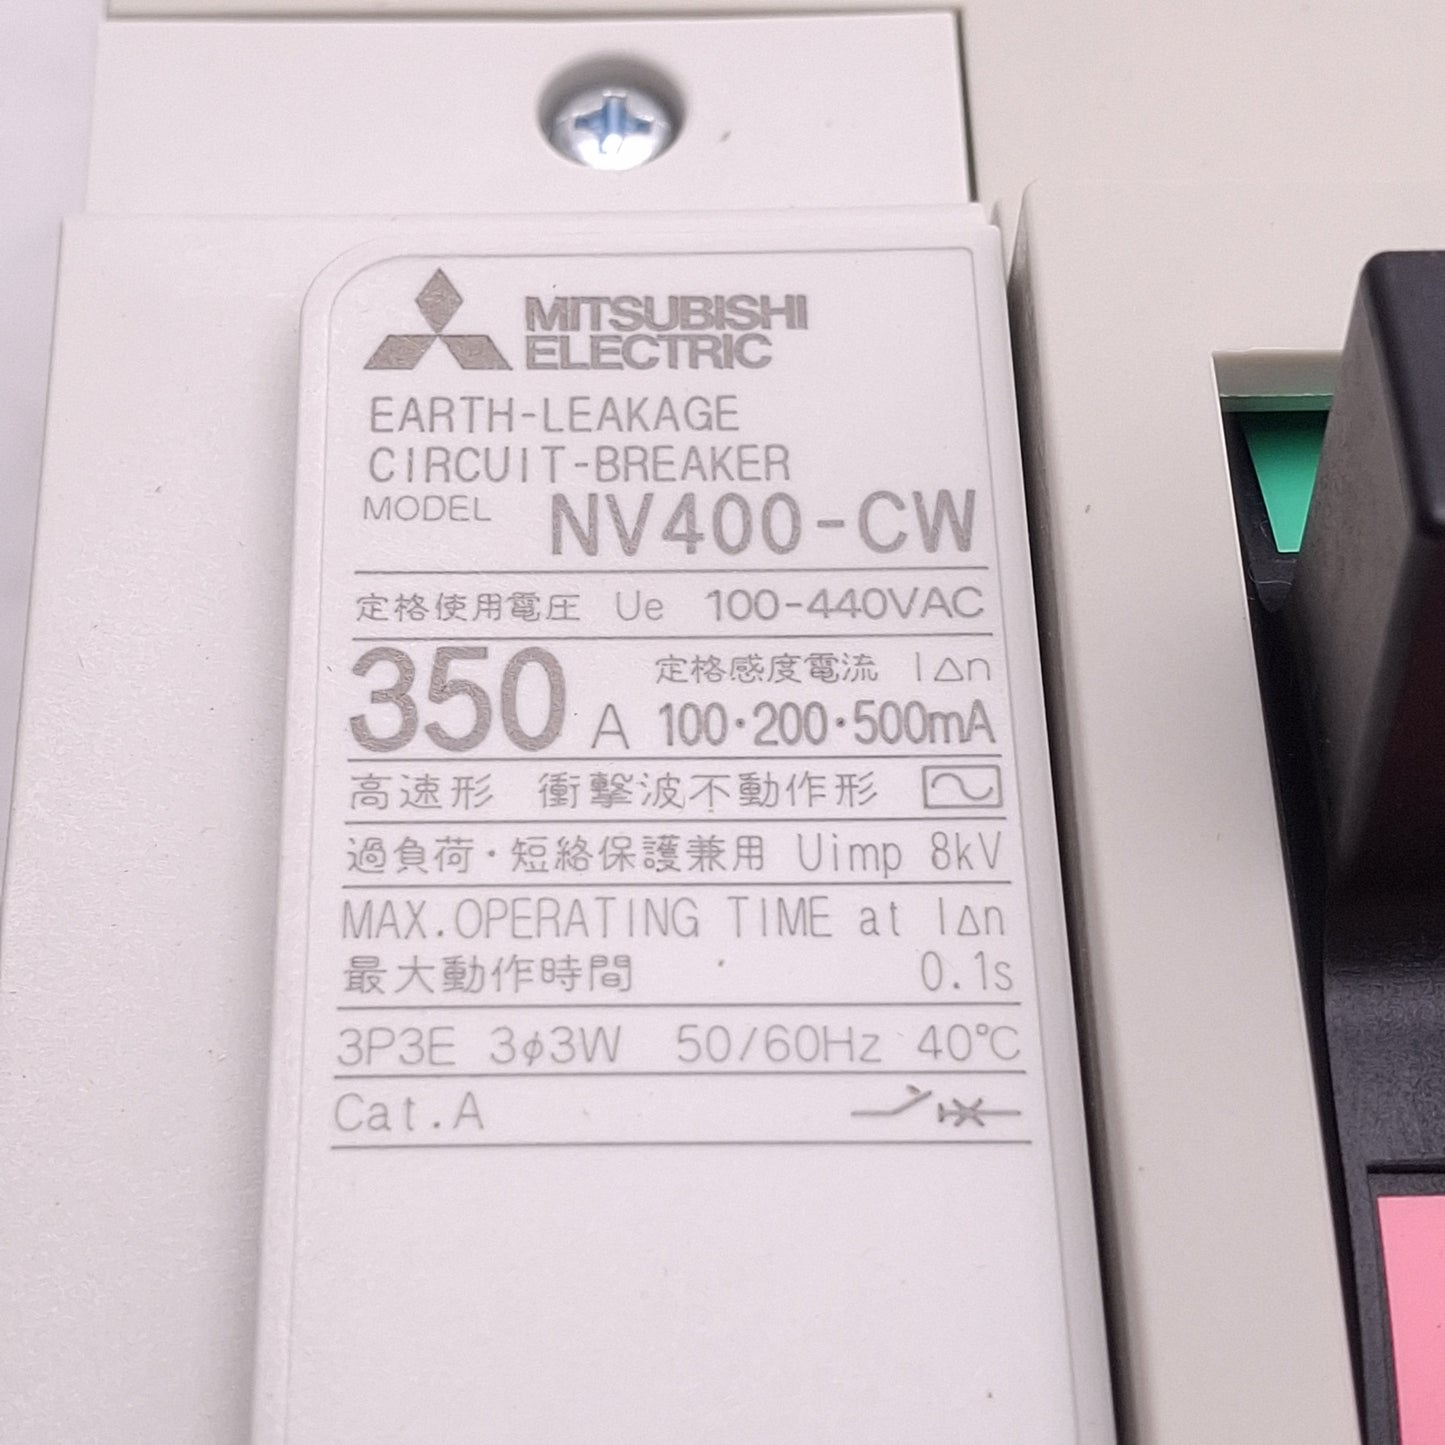 MITSUBISHI
ELECTRIC
EARTH-LEAKAGE
CIRCUIT-BREAKER
MODEL NV400-CW
定格使用電圧 Ue 100-440VAC
350 A 定格感度電流 I△n
100・200・500mA
高速形 衝撃波不動作形
過負荷・短絡保護兼用 Uimp 8kV
MAX.OPERATING TIME at I△n
最大動作時間 0.1s
3P3E 3φ3W 50/60Hz 40℃
Cat.A